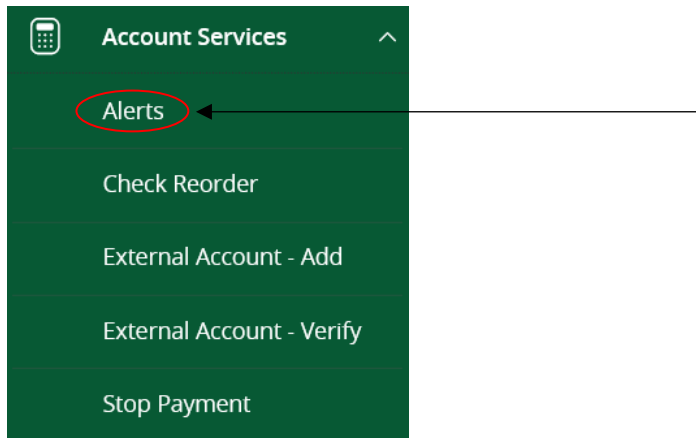 Account Services
Alerts
Check Reorder
External Account - Add
External Account - Verify
Stop Payment